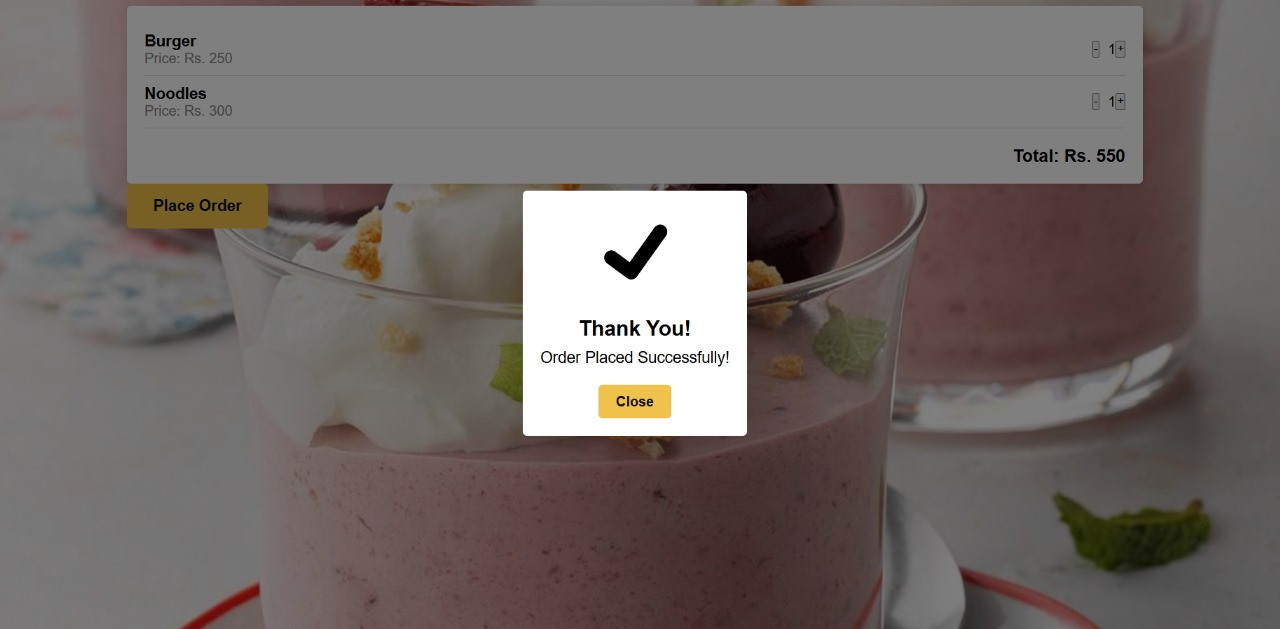 Burger
Price: Rs. 250
- 1+
Noodles
Price: Rs. 300
- 1+
Total: Rs. 550
Place Order
Thank You!
Order Placed Successfully!
Close